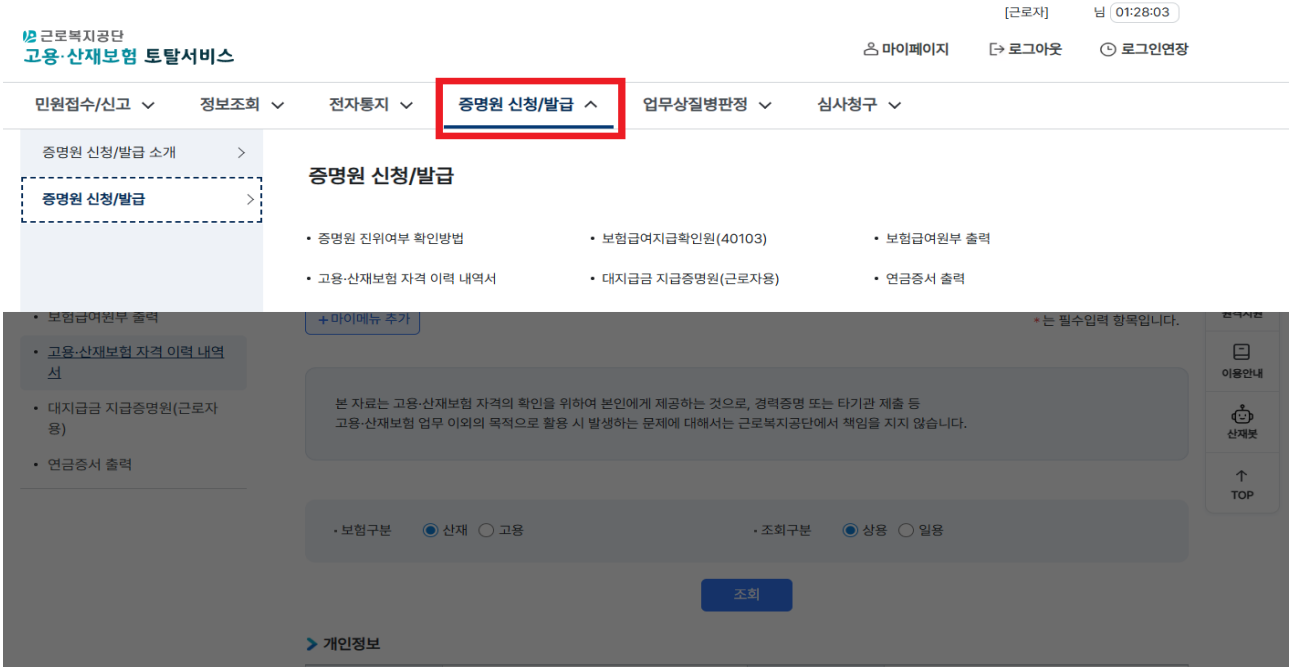 [근로자] 님 01:28:03
근로복지공단
고용·산재보험 토탈서비스
마이페이지 로그아웃 로그인연장
민원접수/신고 정보조회 전자통지 증명원 신청/발급 업무상질병판정 심사청구
증명원 신청/발급 소개
증명원 신청/발급
증명원 신청/발급
• 증명원 진위여부 확인방법 • 보험급여지급확인원(40103) • 보험급여원부 출력
• 고용·산재보험 자격 이력 내역서 • 대지급금 지급증명원(근로자용) • 연금증서 출력
• 보험급여원부 출력
• 고용·산재보험 자격 이력 내역
서
• 대지급금 지급증명원(근로자
용)
• 연금증서 출력
+마이메뉴 추가
*는 필수입력 항목입니다.
본 자료는 고용·산재보험 자격의 확인을 위하여 본인에게 제공하는 것으로, 경력증명 또는 타기관 제출 등
고용·산재보험 업무 이외의 목적으로 활용 시 발생하는 문제에 대해서는 근로복지공단에서 책임을 지지 않습니다.
• 보험구분 산재 고용 • 조회구분 상용 일용
조회
개인정보
원격지원
이용안내
산재봇
TOP